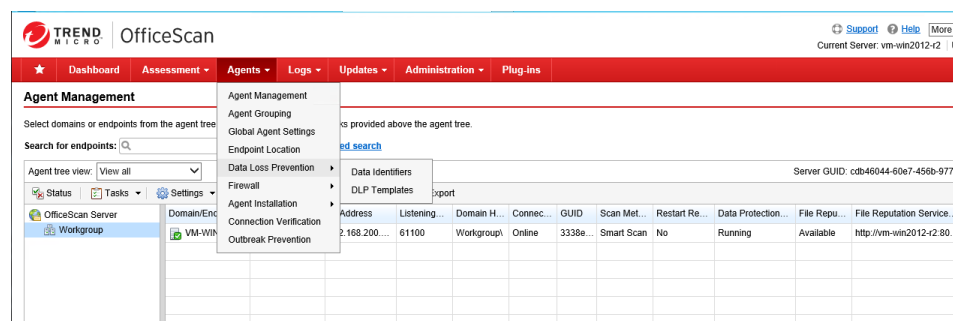 TREND MICRO OfficeScan
Support Help More
Current Server: vm-win2012-r2
Dashboard Assessment Agents Logs Updates Administration Plug-ins
Agent Management
Select domains or endpoints from the agent tree
ks provided above the agent tree.
Search for endpoints:
ed search
Agent tree view: View all
Server GUID: cdb46044-60e7-456b-977
Status Tasks Settings
Export
Agent Management
Agent Grouping
Global Agent Settings
Endpoint Location
Data Loss Prevention
Firewall
Agent Installation
Connection Verification
Outbreak Prevention
Data Identifiers
DLP Templates
OfficeScan Server
Workgroup
Domain/End Address Listening... Domain H... Connec... GUID Scan Met... Restart Re... Data Protection... File Repu... File Reputation Service...
VM-WIN 2.168.200.... 61100 Workgroup\ Online 3338e... Smart Scan No Running Available http://vm-win2012-r2:80.